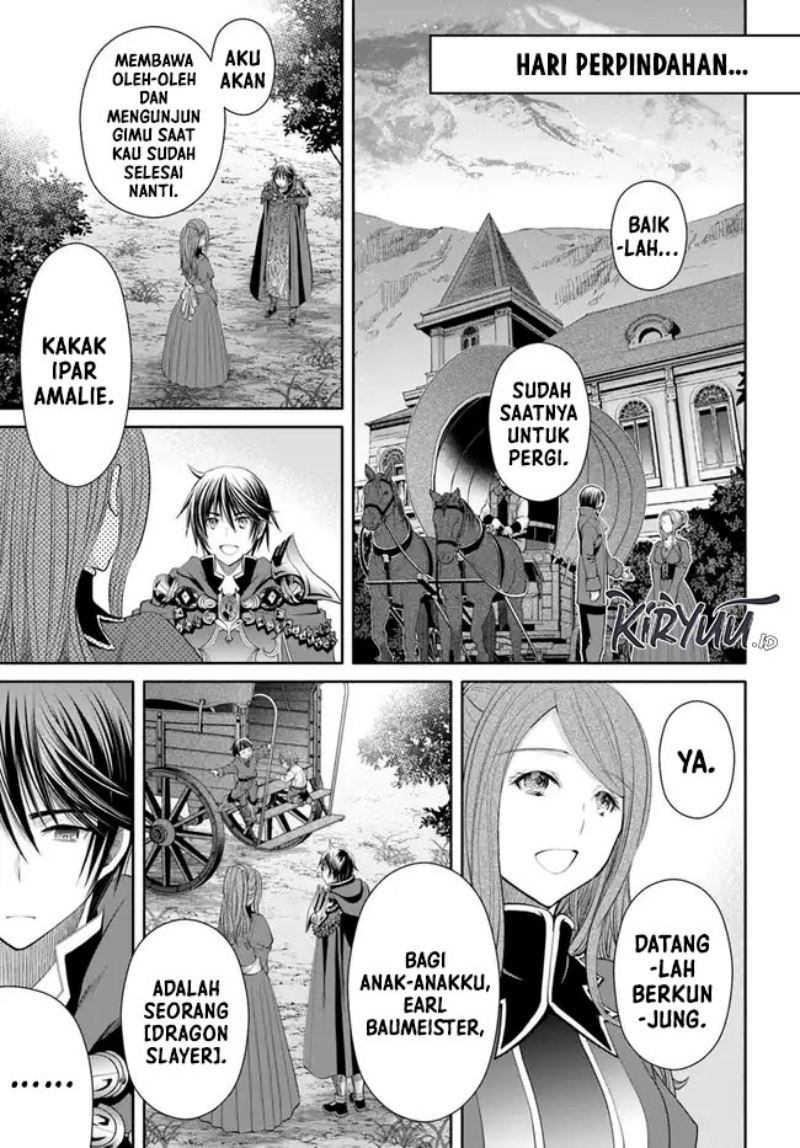 HARI PERPINDAHAN...
BAIK
-LAH...
SUDAH
SAATNYA
UNTUK
PERGI.
KIRYUU.ID
AKU
AKAN
MEMBAWA
OLEH-OLEH
DAN
MENGUNJUN
GIMU SAAT
KAU SUDAH
SELESAI
NANTI.
KAKAK
IPAR
AMALIE.
YA.
DATANG
-LAH
BERKUN
-JUNG.
BAGI
ANAK-ANAKKU,
EARL
BAUMEISTER,
ADALAH
SEORANG
[DRAGON
SLAYER].
......